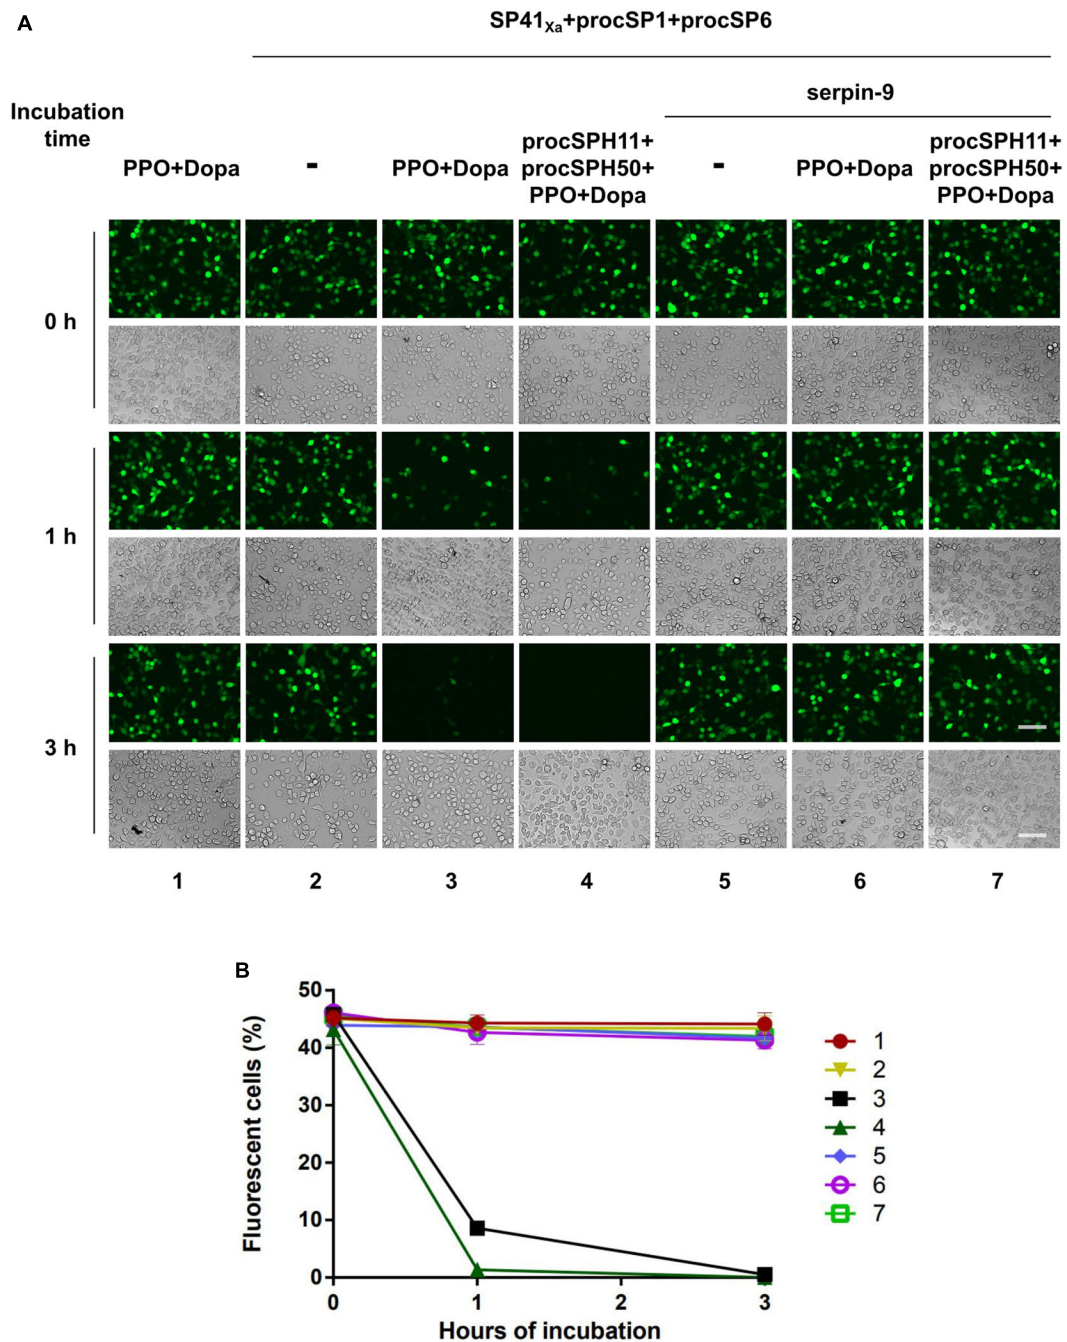 A
SP41Xa+procSP1+procSP6
serpin-9
Incubation
time
PPO+Dopa
-
PPO+Dopa
procSPH11+
procSPH50+
PPO+Dopa
-
PPO+Dopa
procSPH11+
procSPH50+
PPO+Dopa
0 h
1 h
3 h
1 2 3 4 5 6 7
B
Fluorescent cells (%)
50
40
30
20
10
0
0 1 2 3
Hours of incubation
1
2
3
4
5
6
7